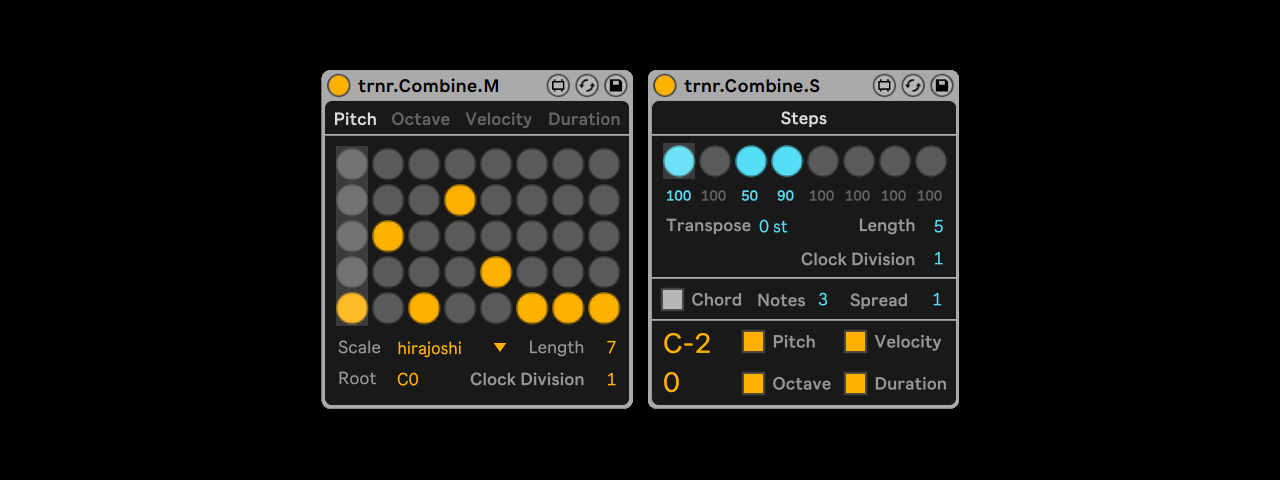 trnr.Combine.M
Pitch Octave Velocity Duration
Scale hirajoshi Length 7
Root C0 Clock Division 1
trnr.Combine.S
Steps
100 100 50 90 100 100 100 100
Transpose 0 st Length 5
Clock Division 1
Chord Notes 3 Spread 1
C-2 Pitch Velocity
0 Octave Duration